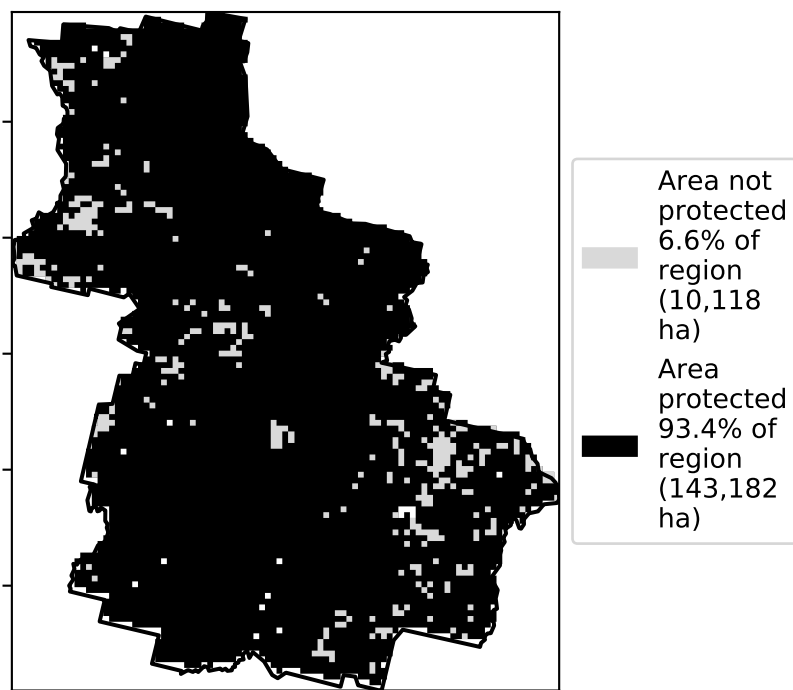 Area not
protected
6.6% of
region
(10,118
ha)
Area
protected
93.4% of
region
(143,182
ha)